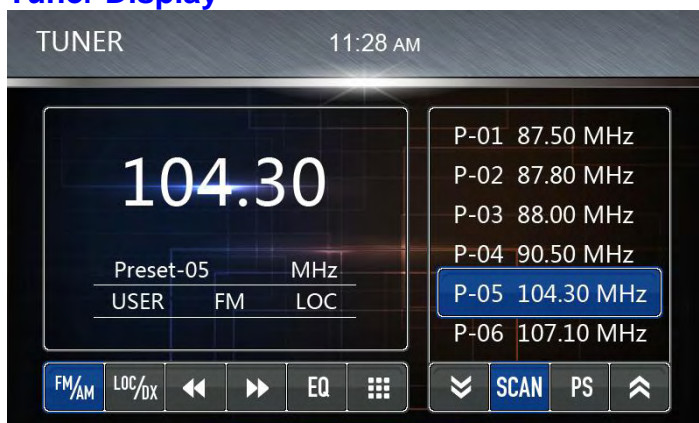 Tuner Display
TUNER 11:28 AM
104.30
Preset-05 MHz
USER FM LOC
P-01 87.50 MHz
P-02 87.80 MHz
P-03 88.00 MHz
P-04 90.50 MHz
P-05 104.30 MHz
P-06 107.10 MHz
FM/AM LOC/DX EQ SCAN PS